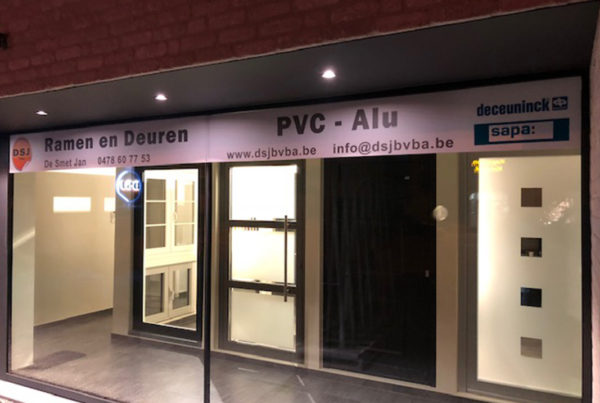 DSJ
Ramen en Deuren
De Smet Jan 0478 60 77 53
PVC - Alu
www.dsjbvba.be info@dsjbvba.be
deceuninck
sapa: